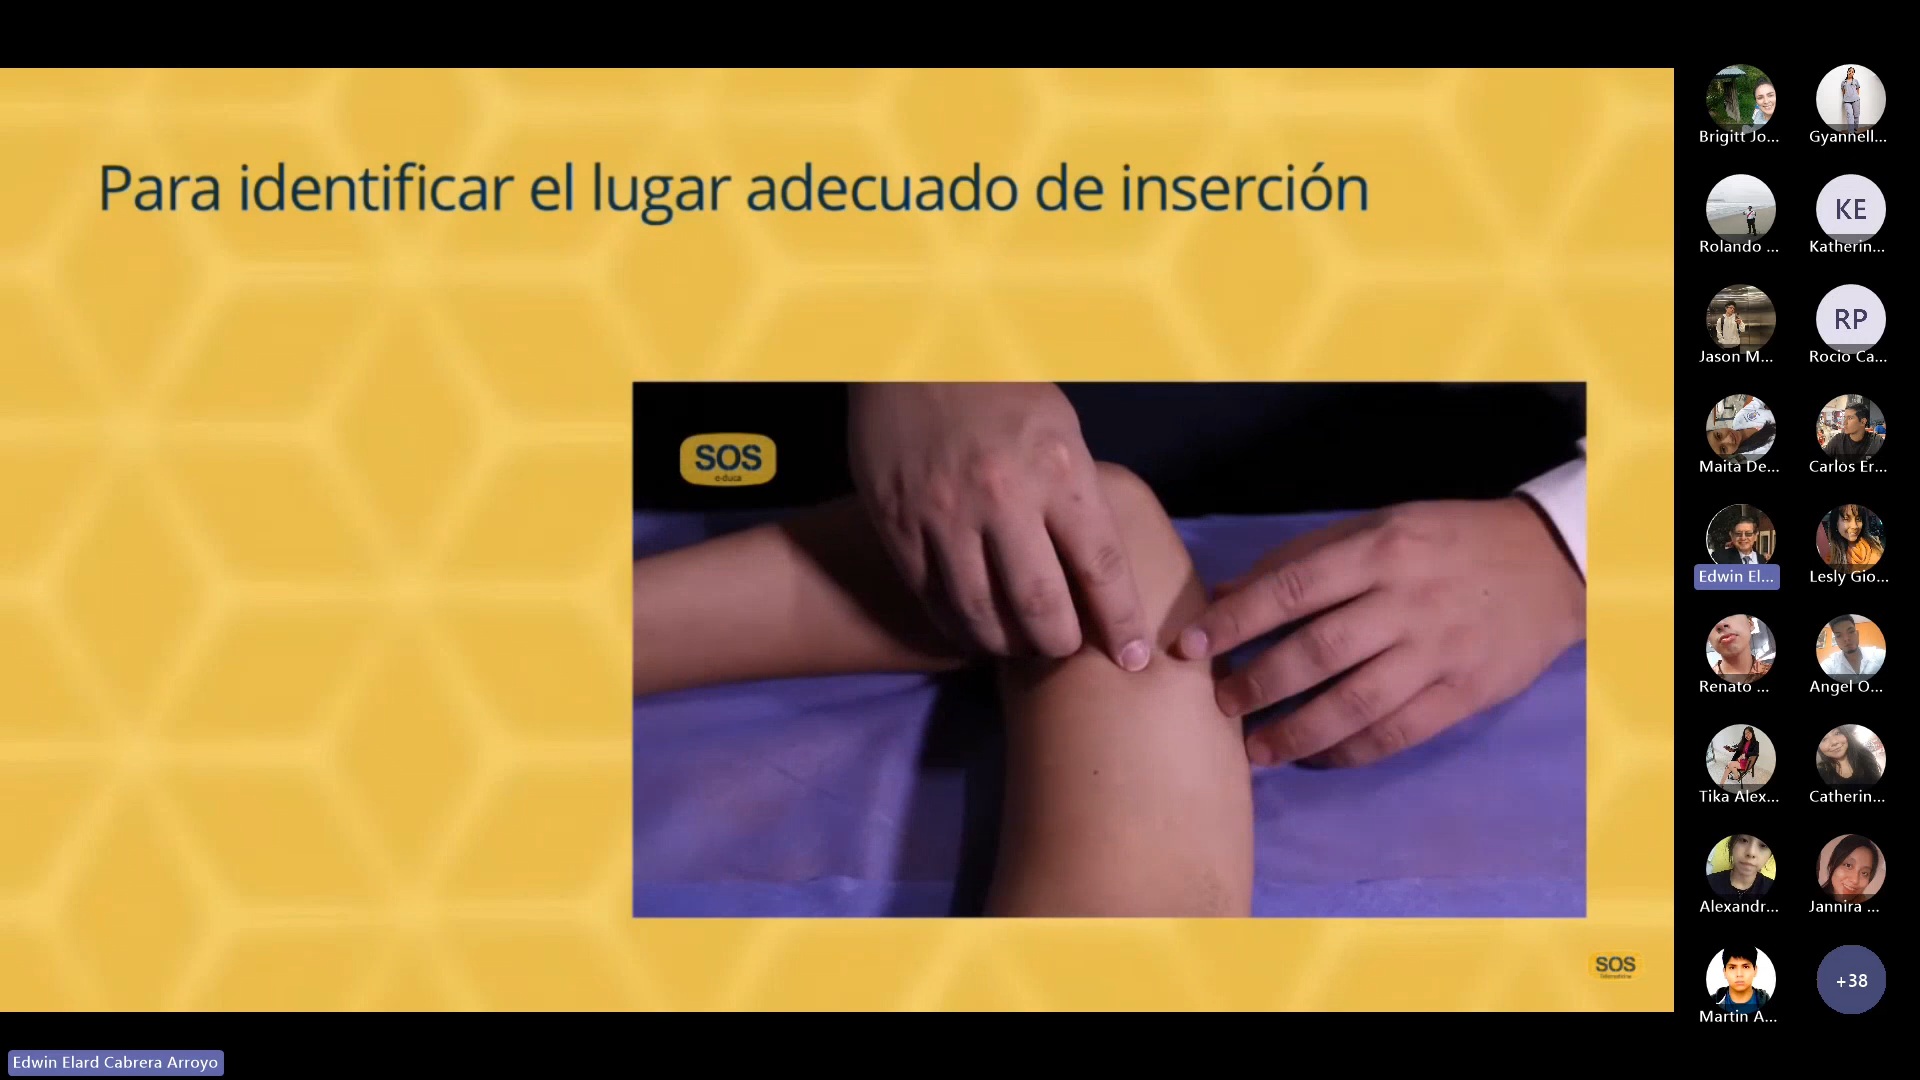 Para identificar el lugar adecuado de inserción
SOS
e·duca
SOS
Brigitt Jo...
Gyannell...
Rolando ...
KE
Katherin...
Jason M...
RP
Rocio Ca...
Maita De...
Carlos Er...
Edwin El...
Lesly Gio...
Renato ...
Angel O...
Tika Alex...
Catherin...
Alexandr...
Jannira ...
Martin A...
+38
Edwin Elard Cabrera Arroyo